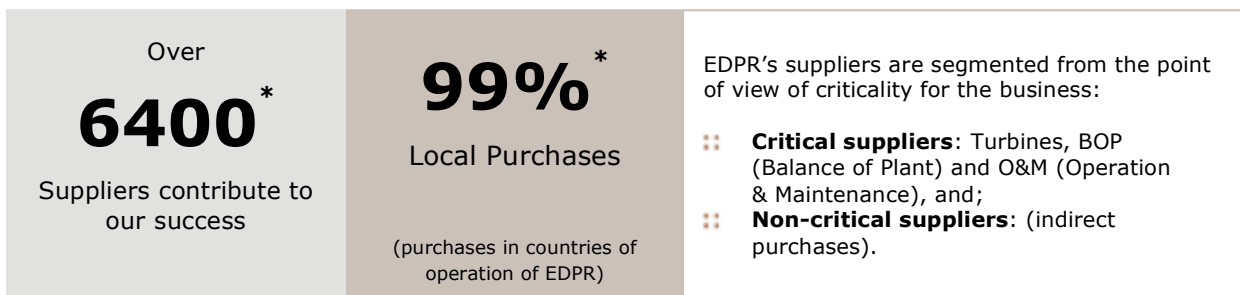 Over
6400*
Suppliers contribute to
our success
99%*
Local Purchases
(purchases in countries of
operation of EDPR)
EDPR’s suppliers are segmented from the point
of view of criticality for the business:
Critical suppliers: Turbines, BOP
(Balance of Plant) and O&M (Operation
& Maintenance), and;
Non-critical suppliers: (indirect
purchases).